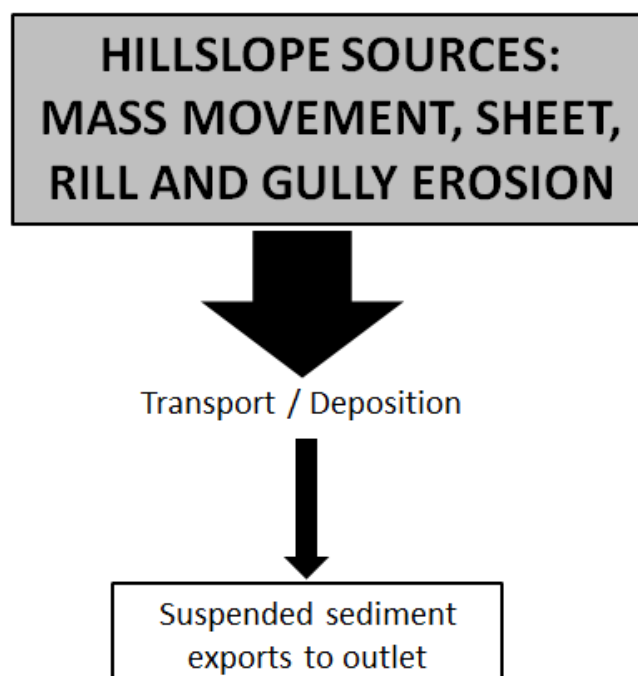 HILLSLOPE SOURCES:
MASS MOVEMENT, SHEET,
RILL AND GULLY EROSION
Transport / Deposition
Suspended sediment
exports to outlet